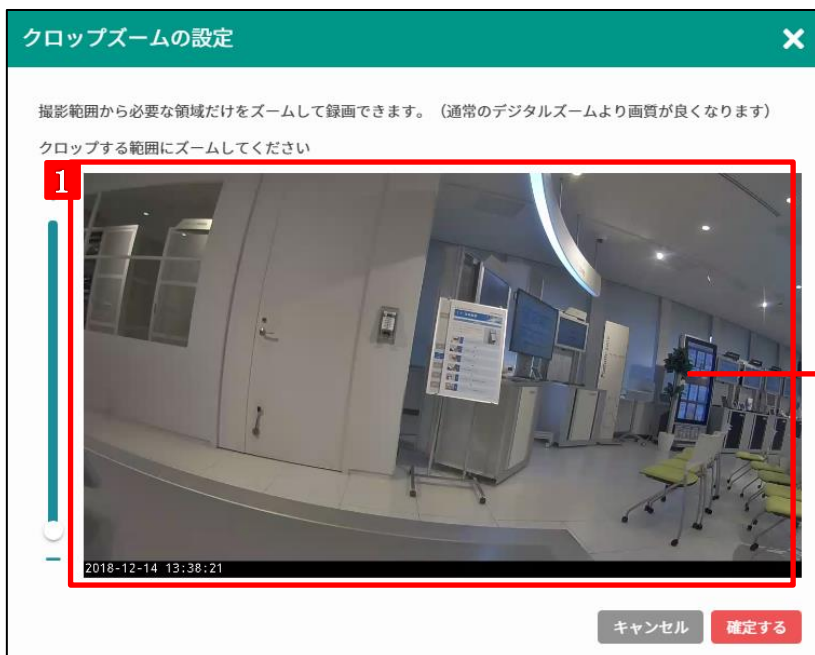 クロップズームの設定
撮影範囲から必要な領域だけをズームして録画できます。（通常のデジタルズームより画質が良くなります）
クロップする範囲にズームしてください
1
2018-12-14 13:38:21
キャンセル
確定する